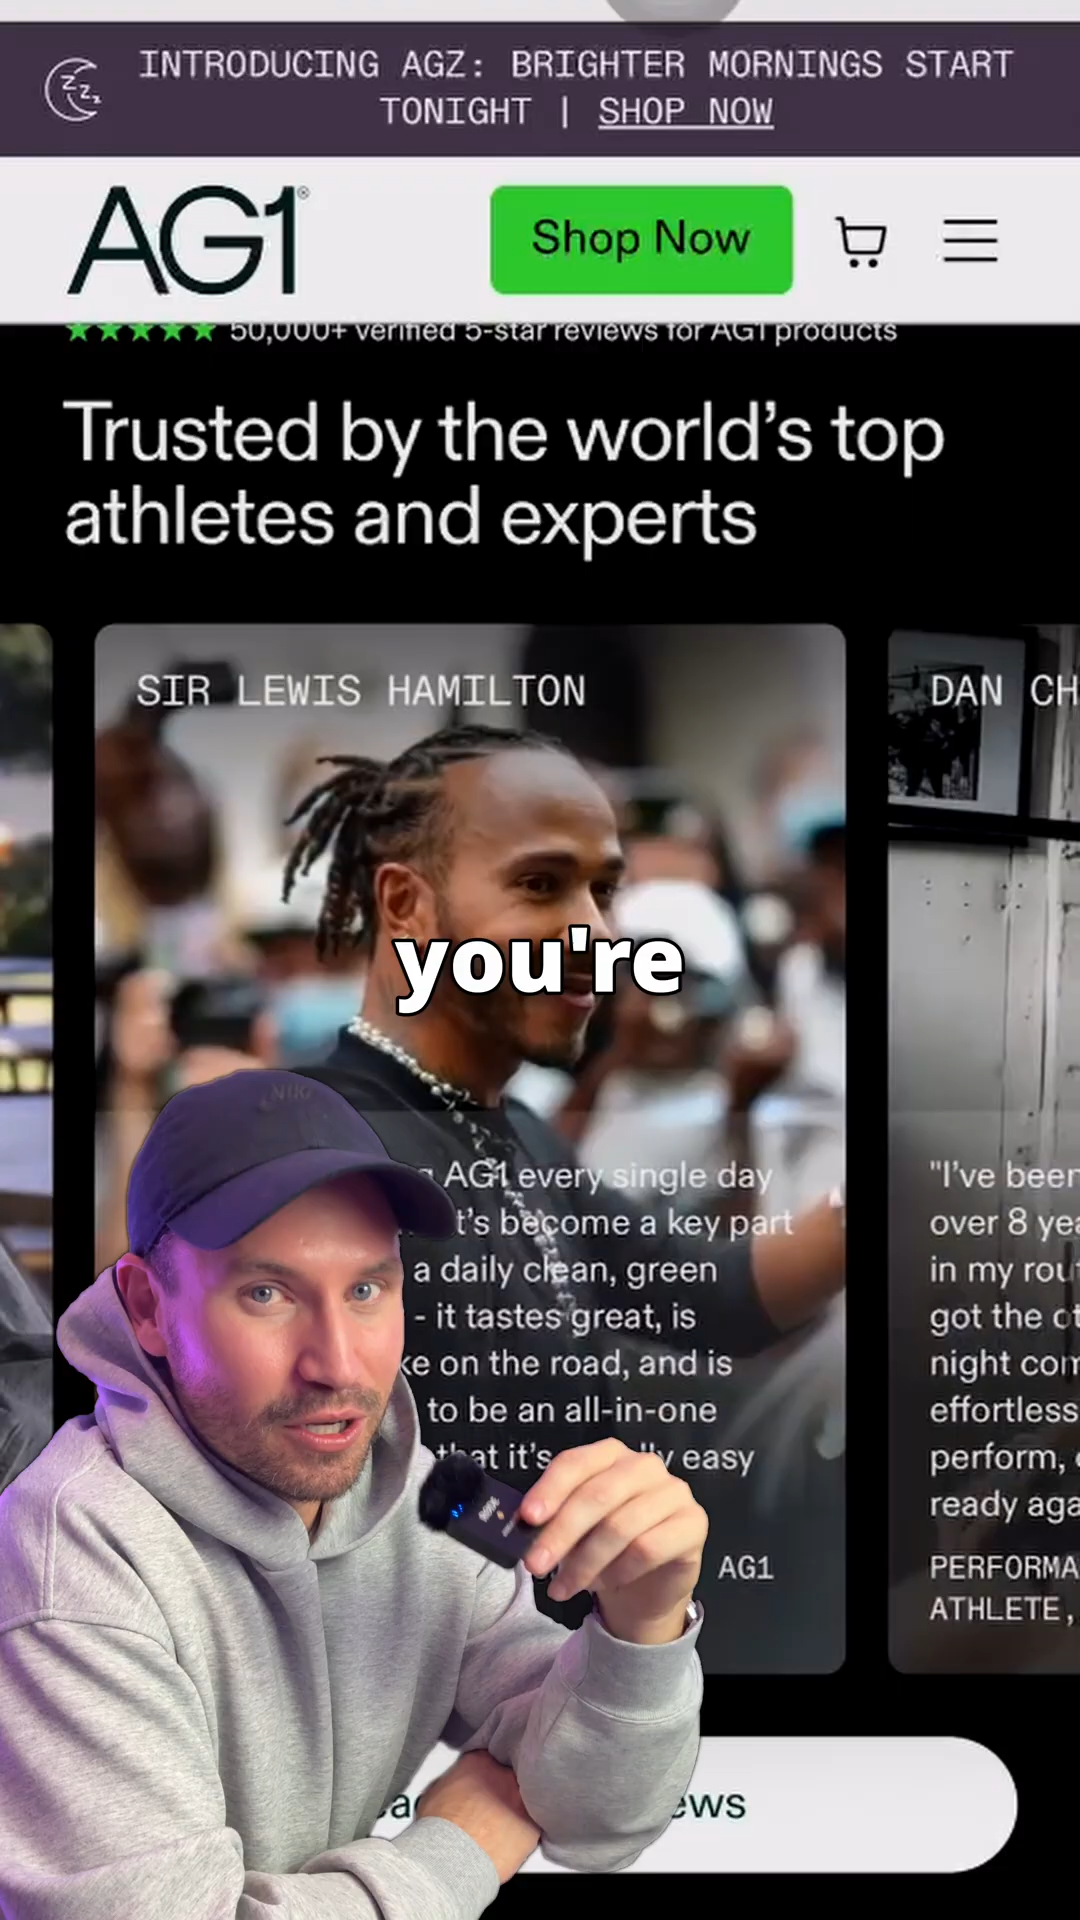 INTRODUCING AGZ: BRIGHTER MORNINGS START
TONIGHT | SHOP NOW
AG1®
Shop Now
50,000+ verified 5-star reviews for AG1 products
Trusted by the world's top
athletes and experts
SIR LEWIS HAMILTON
DAN CH
you're
AG1 every single day
t's become a key part
a daily clean, green
- it tastes great, is
on the road, and is
to be an all-in-one
that it's easy
AG1
"I've been
over 8 yea
in my rou
got the ot
night com
effortless
perform,
ready aga
PERFORMA
ATHLETE,
ews